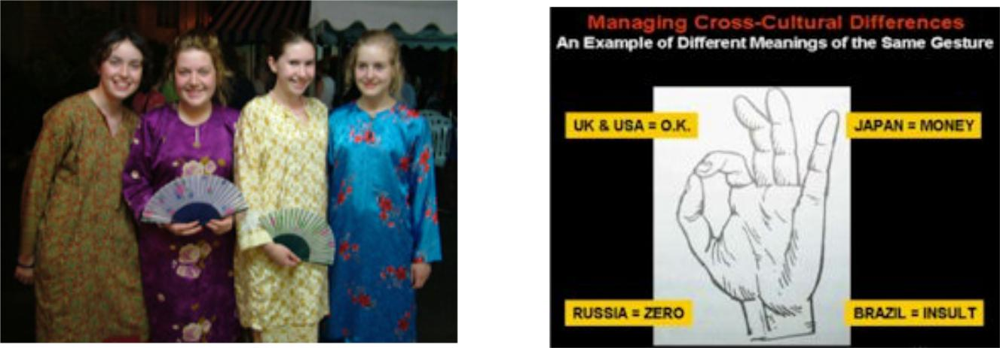 Managing Cross-Cultural Differences
An Example of Different Meanings of the Same Gesture
UK & USA = O.K.
JAPAN = MONEY
RUSSIA = ZERO
BRAZIL = INSULT